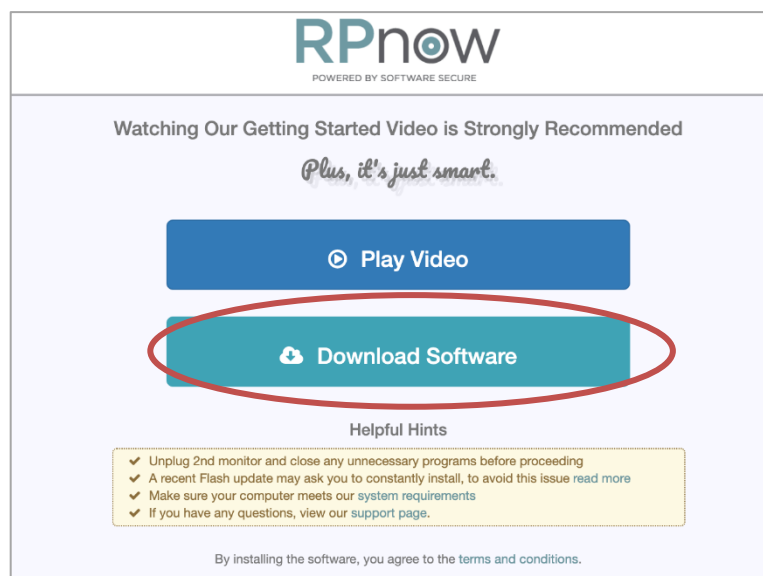 RPnow
POWERED BY SOFTWARE SECURE
Watching Our Getting Started Video is Strongly Recommended
Plus, it's just smart.
Play Video
Download Software
Helpful Hints
Unplug 2nd monitor and close any unnecessary programs before proceeding
A recent Flash update may ask you to constantly install, to avoid this issue read more
Make sure your computer meets our system requirements
If you have any questions, view our support page.
By installing the software, you agree to the terms and conditions.